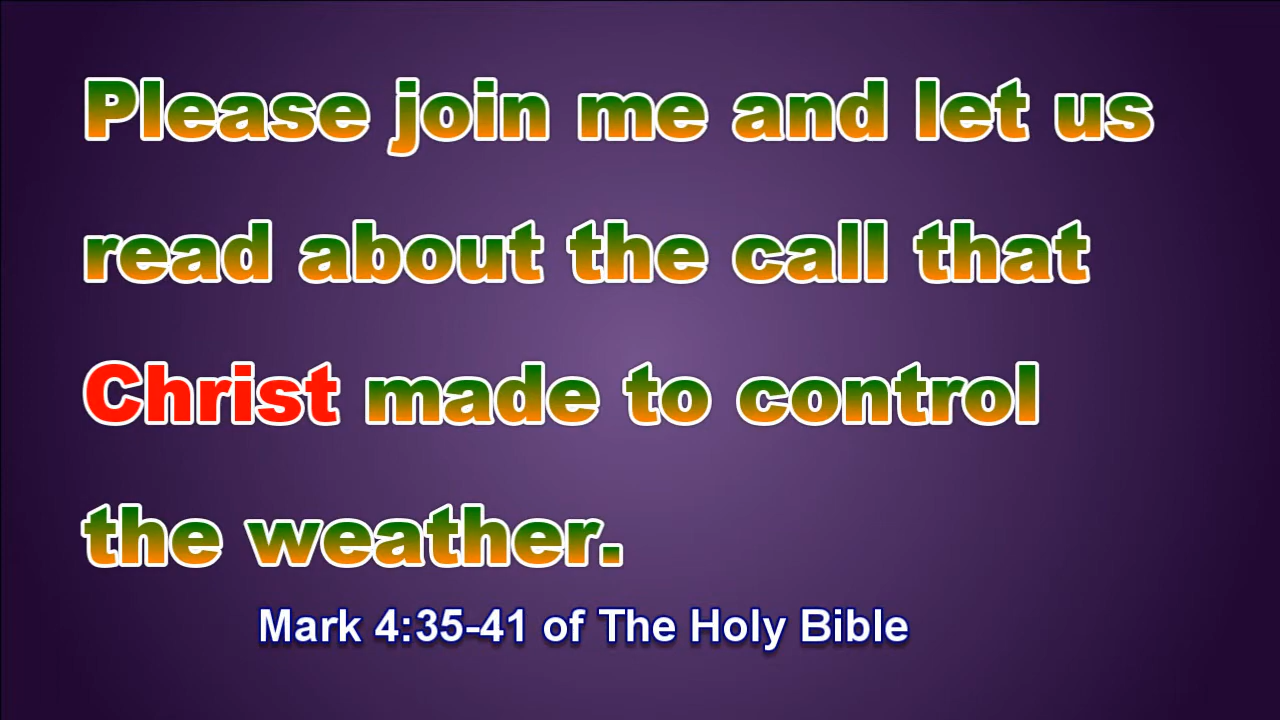 Please join me and let us
read about the call that
Christ made to control
the weather.
Mark 4:35-41 of The Holy Bible